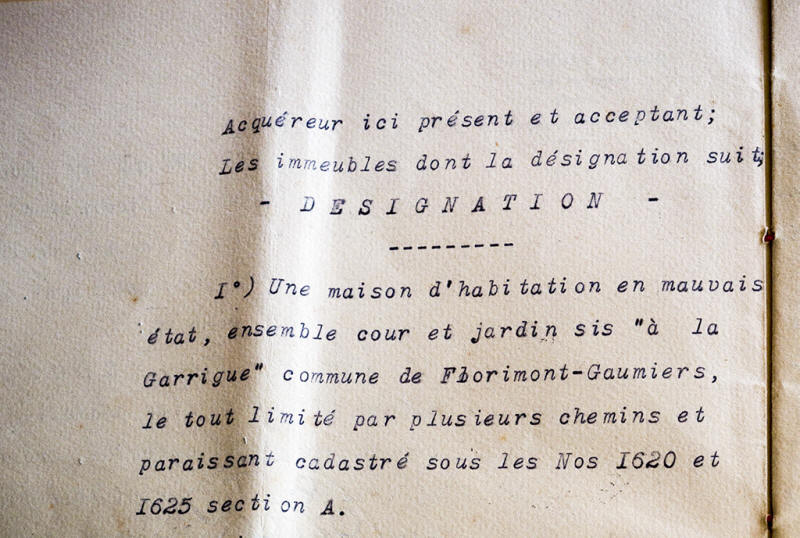 Acquéreur ici présent et acceptant;
Les immeubles dont la désignation suit;
- D E S I G N A T I O N -
---------
I°) Une maison d'habitation en mauvais
état, ensemble cour et jardin sis "à la
Garrigue" commune de Florimont-Gaumiers,
le tout limité par plusieurs chemins et
paraissant cadastré sous les Nos I620 et
I625 section A.